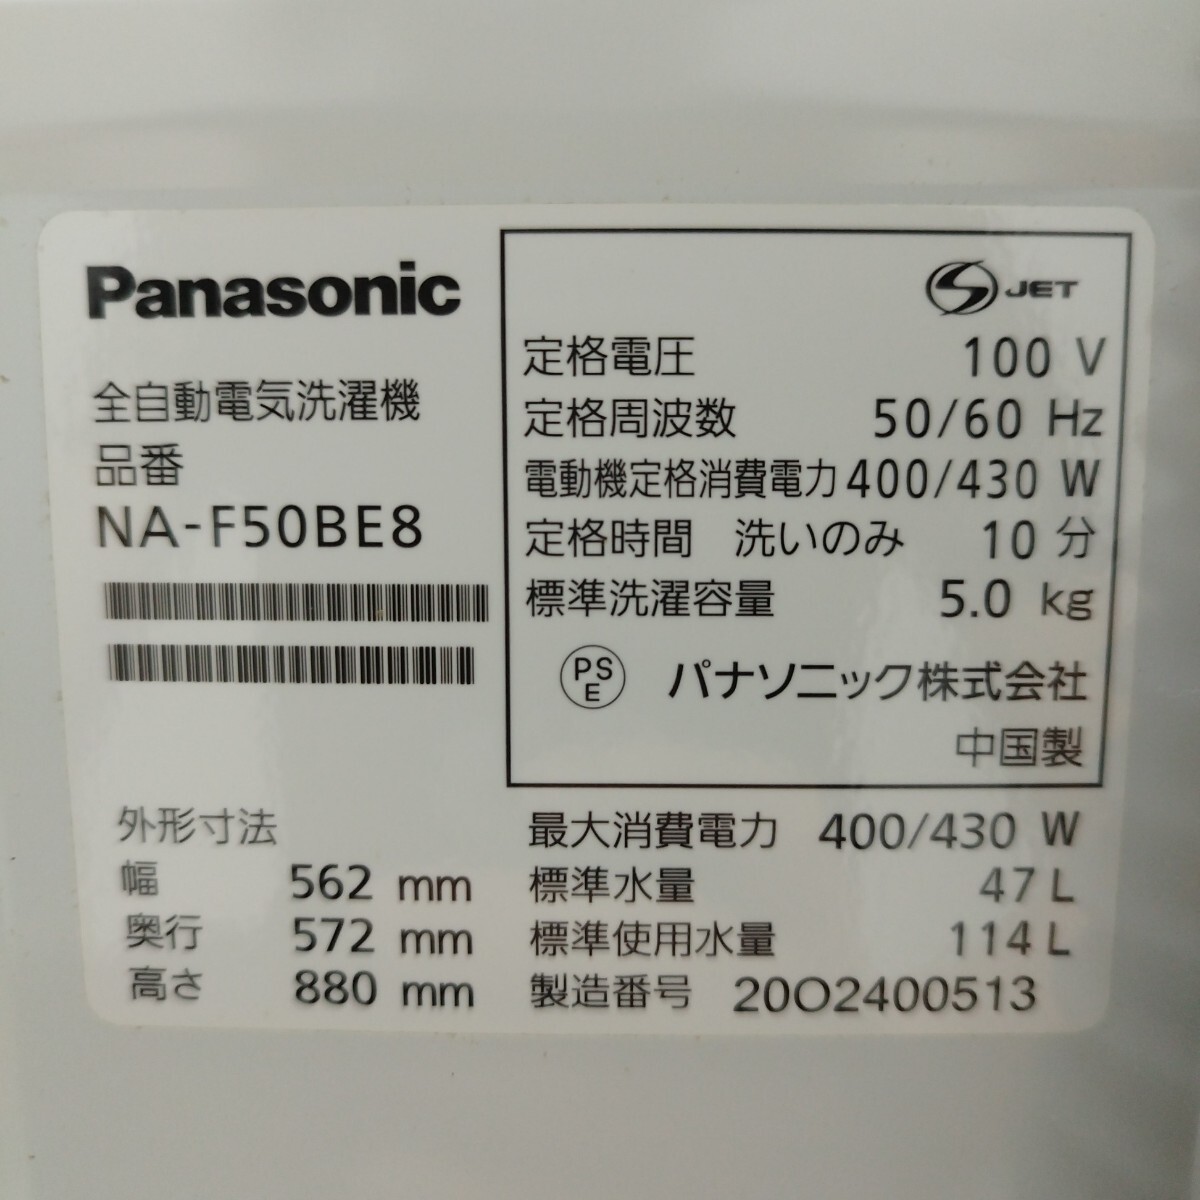 Panasonic
全自動電気洗濯機
品番
NA-F50BE8
外形寸法
幅 562 mm
奥行 572 mm
高さ 880 mm
S JET
定格電圧 100 V
定格周波数 50/60 Hz
電動機定格消費電力 400/430 W
定格時間 洗いのみ 10 分
標準洗濯容量 5.0 kg
PS E パナソニック株式会社
中国製
最大消費電力 400/430 W
標準水量 47 L
標準使用水量 114 L
製造番号 20O2400513